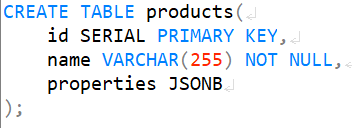 CREATE TABLE products(
    id SERIAL PRIMARY KEY,
    name VARCHAR(255) NOT NULL,
    properties JSONB
);